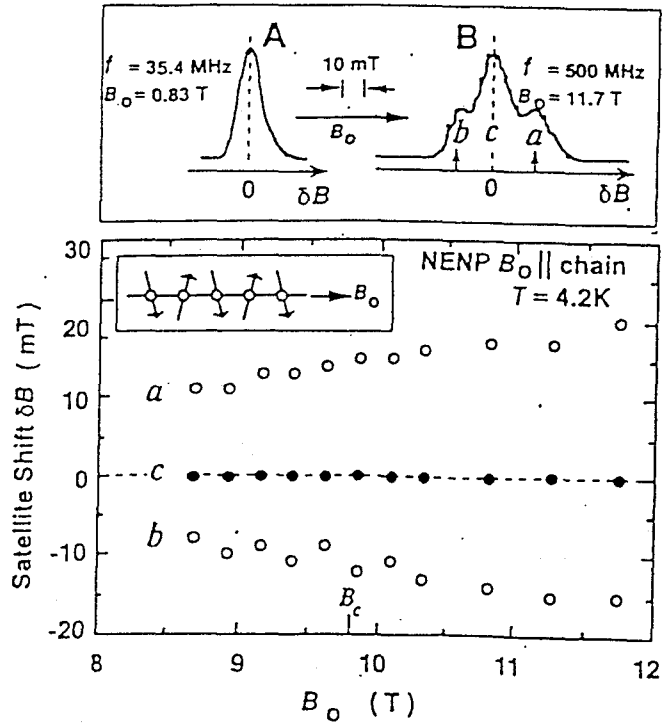 A
B
f = 35.4 MHz
B₀ = 0.83 T
10 mT
B₀
f = 500 MHz
B₀ = 11.7 T
b c a
0 δB
0 δB
NENP B₀ || chain
T = 4.2K
B₀
Satellite Shift δB (mT)
30
20
10
0
-10
-20
a
c
b
B_c
8 9 10 11 12
B₀ (T)